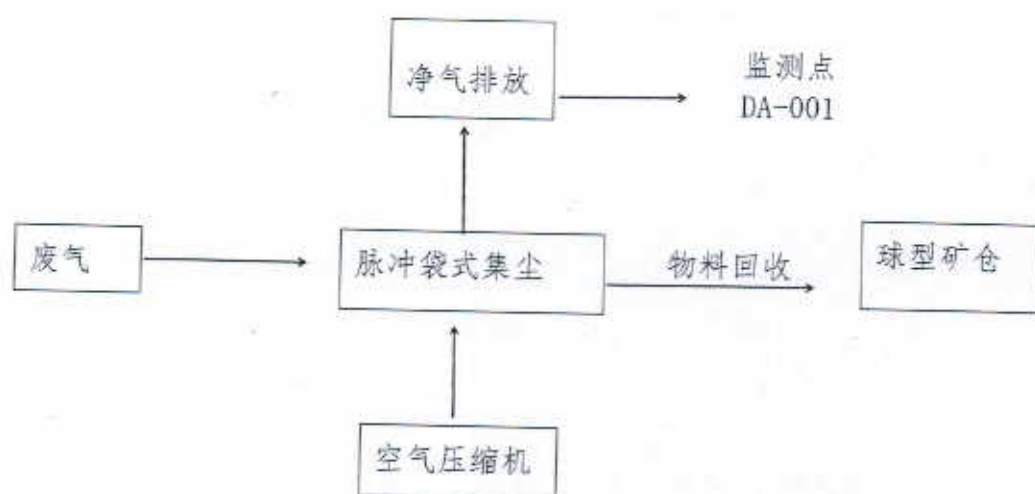 净气排放
监测点
DA-001
废气
脉冲袋式集尘
物料回收
球型矿仓
空气压缩机